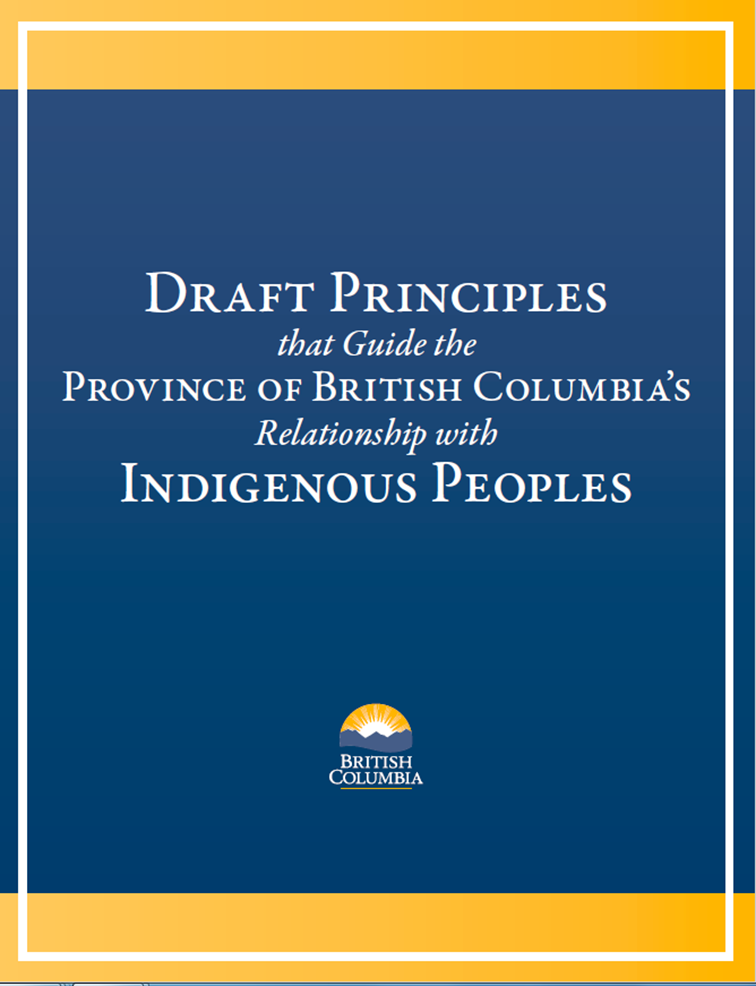 Draft Principles
that Guide the
Province of British Columbia's
Relationship with
Indigenous Peoples
British
Columbia